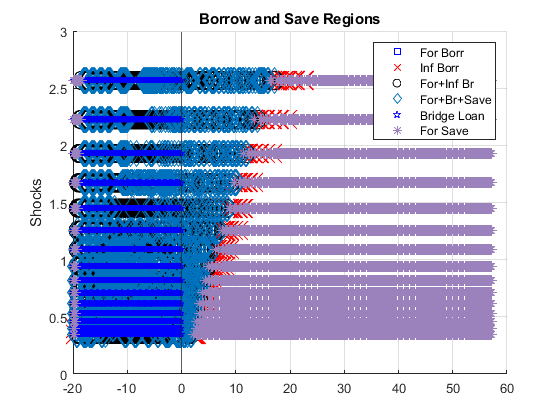 Borrow and Save Regions
3
2.5
2
1.5
1
0.5
0
Shocks
-20
-10
0
10
20
30
40
50
60
For Borr
Inf Borr
For+Inf Br
For+Br+Save
Bridge Loan
For Save